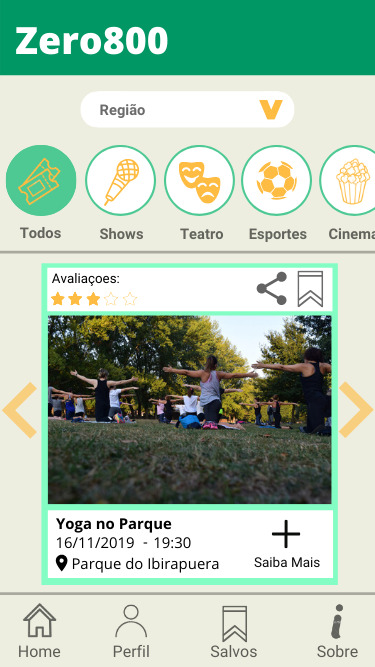 Zero800
Região
Todos
Shows
Teatro
Esportes
Cinema
Avaliaçoes:
Yoga no Parque
16/11/2019 - 19:30
Parque do Ibirapuera
Saiba Mais
Home
Perfil
Salvos
Sobre